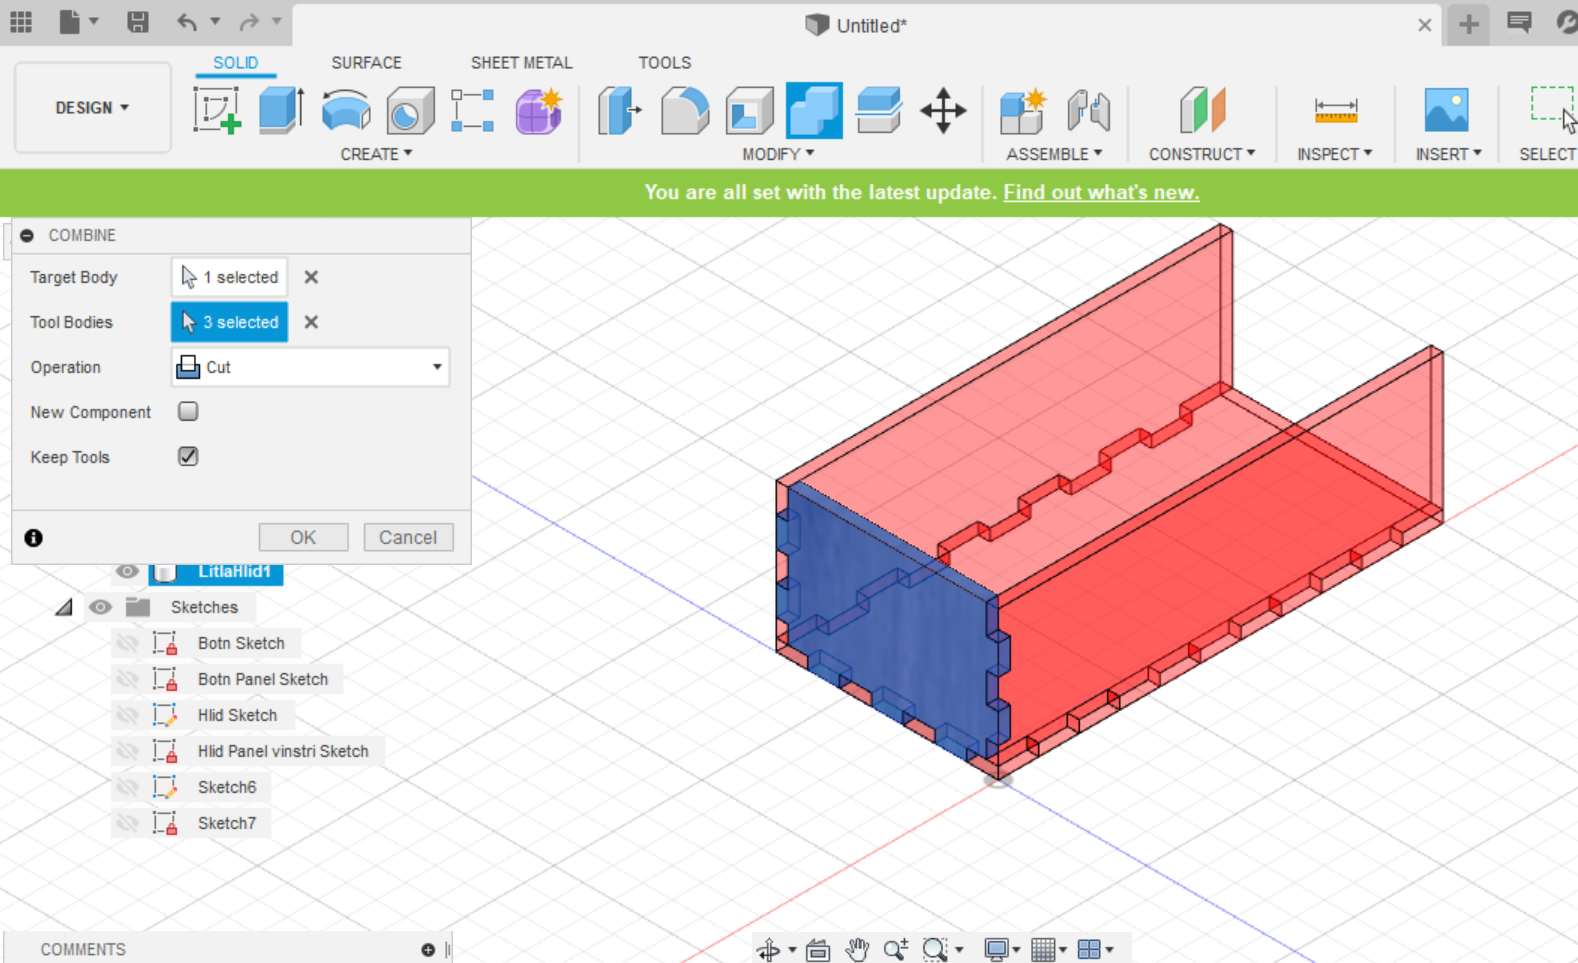 Untitled*
SOLID SURFACE SHEET METAL TOOLS
DESIGN
CREATE MODIFY ASSEMBLE CONSTRUCT INSPECT INSERT SELECT
You are all set with the latest update. Find out what's new.
COMBINE
Target Body 1 selected
Tool Bodies 3 selected
Operation Cut
New Component
Keep Tools
OK Cancel
LitlaHlid1
Sketches
Botn Sketch
Botn Panel Sketch
Hlid Sketch
Hlid Panel vinstri Sketch
Sketch6
Sketch7
COMMENTS